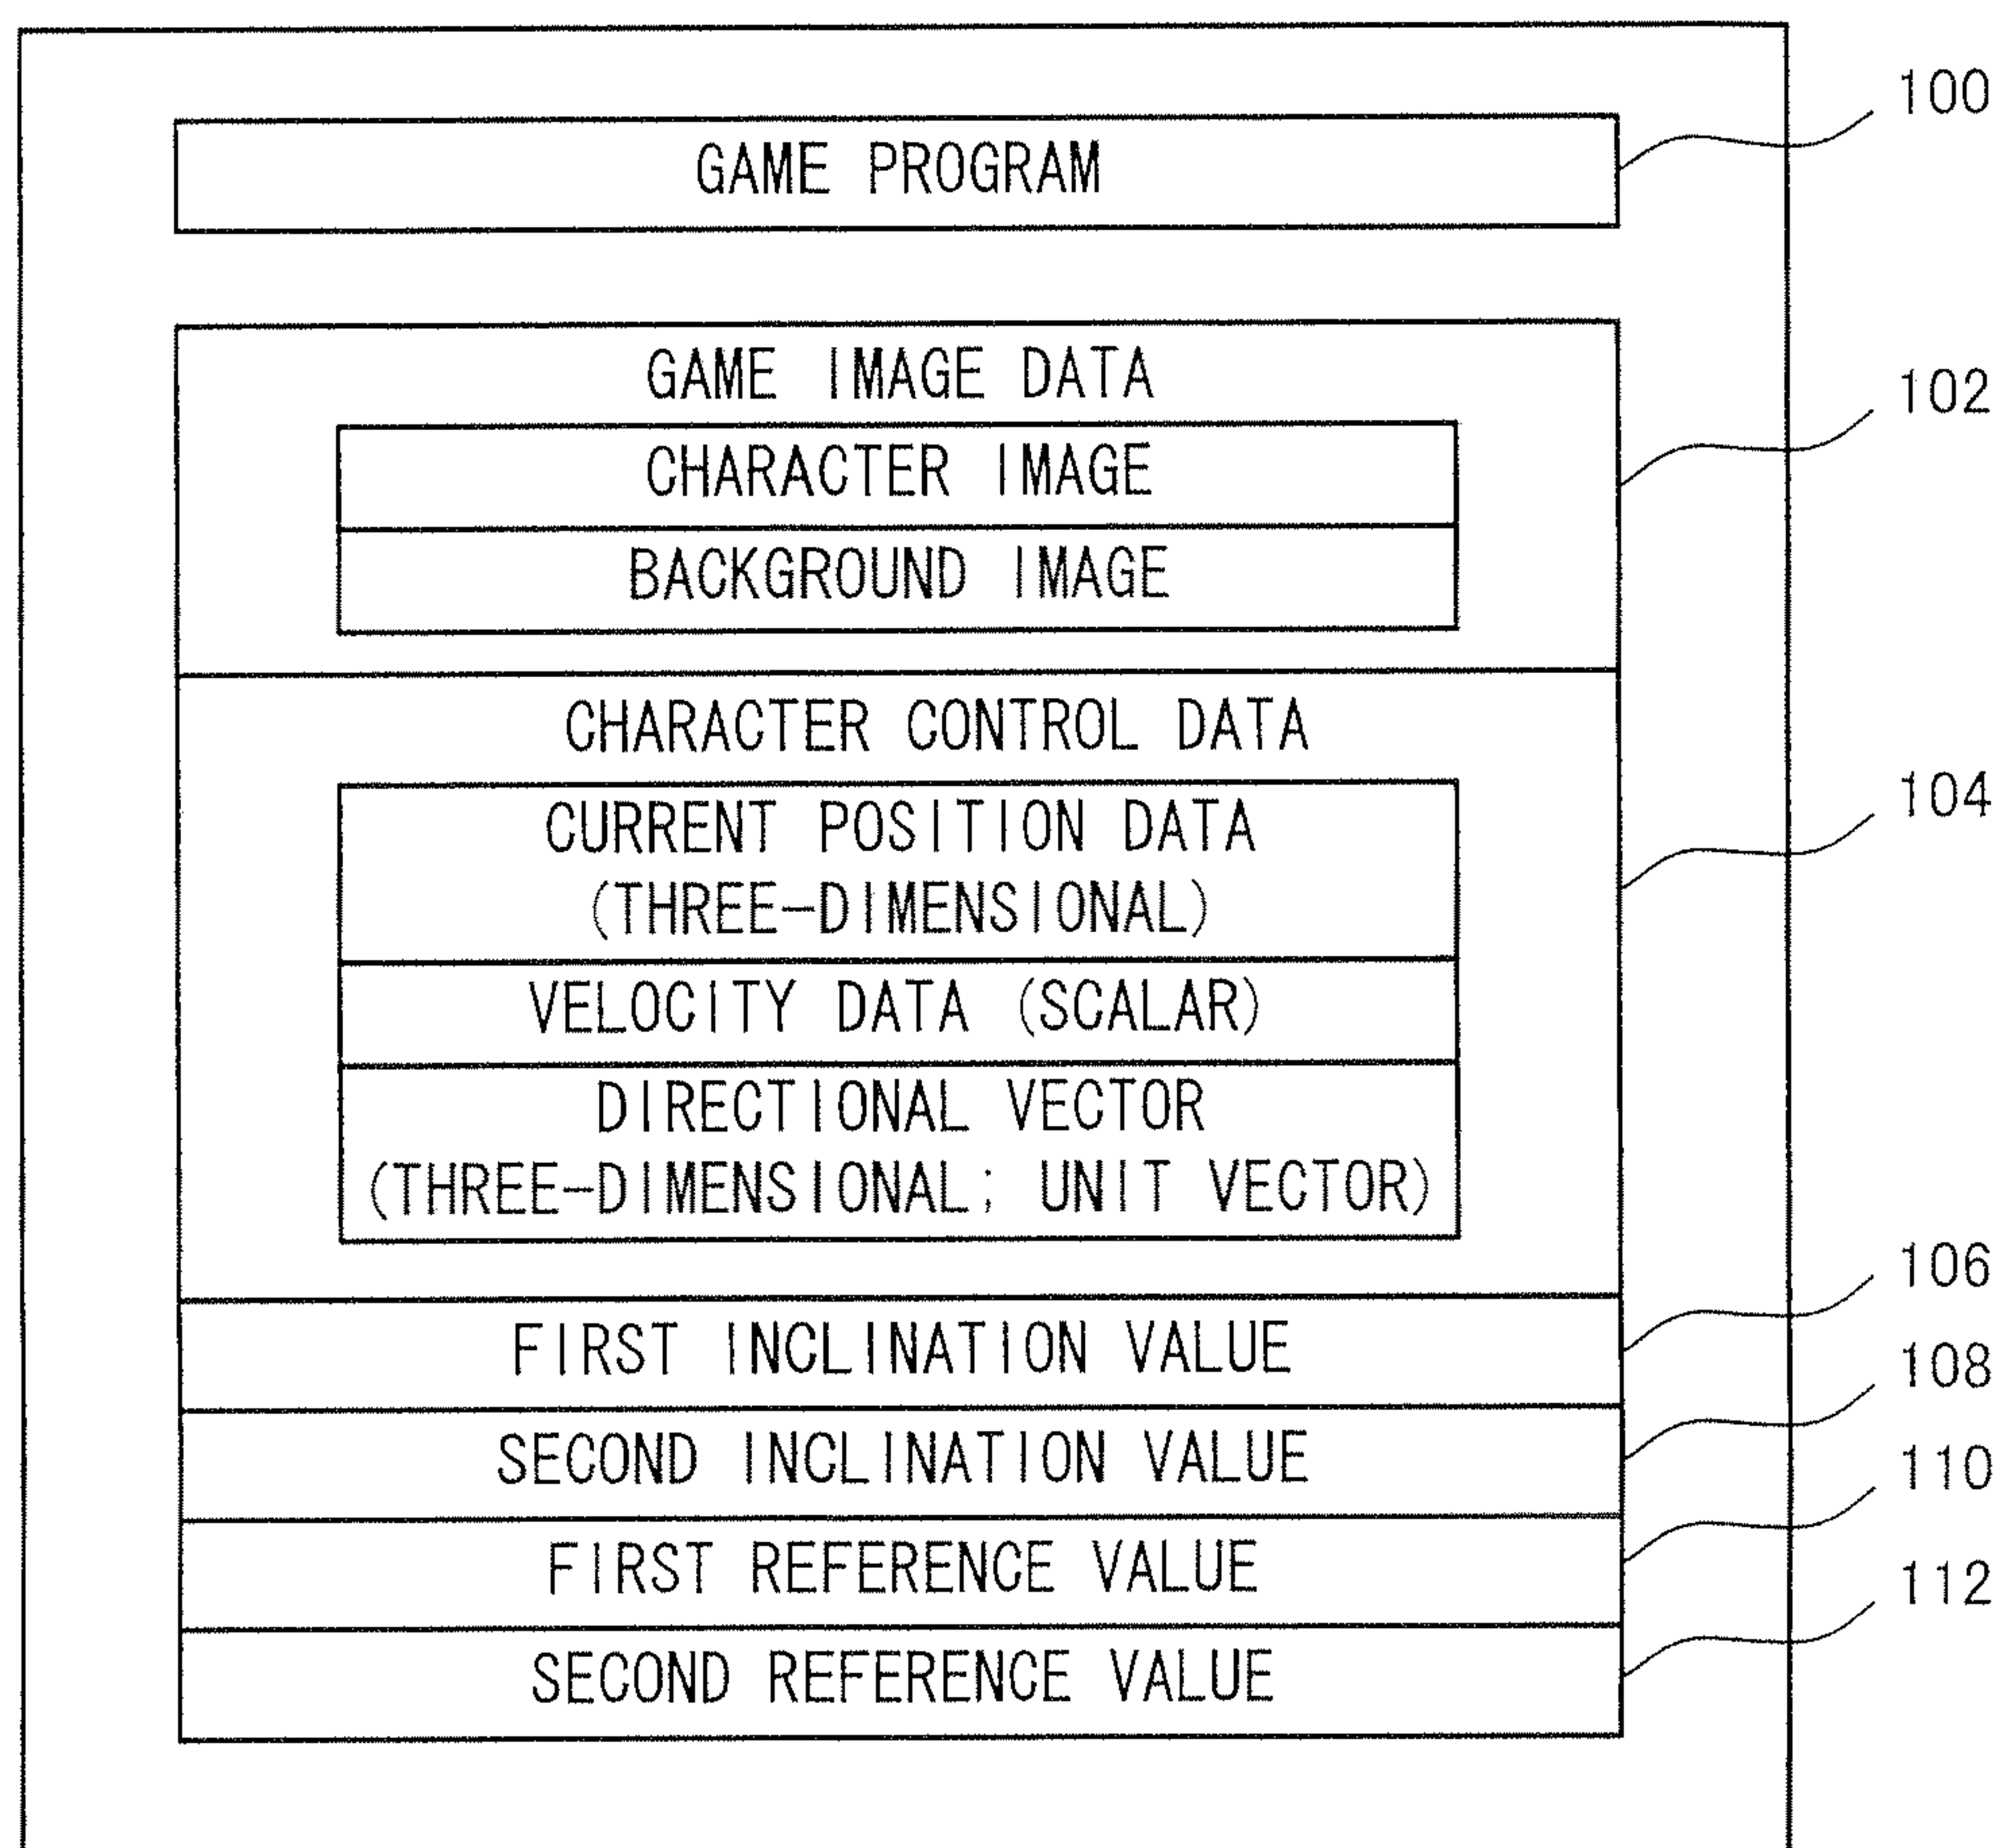 GAME PROGRAM
100
GAME IMAGE DATA
102
CHARACTER IMAGE
BACKGROUND IMAGE
CHARACTER CONTROL DATA
104
CURRENT POSITION DATA
(THREE-DIMENSIONAL)
VELOCITY DATA (SCALAR)
DIRECTIONAL VECTOR
(THREE-DIMENSIONAL; UNIT VECTOR)
106
FIRST INCLINATION VALUE
108
SECOND INCLINATION VALUE
110
FIRST REFERENCE VALUE
112
SECOND REFERENCE VALUE